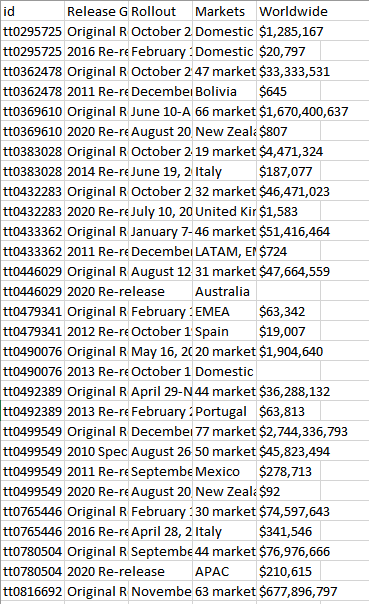 id Release G Rollout Markets Worldwide
tt0295725 Original R October 2 Domestic $1,285,167
tt0295725 2016 Re-re February 1 Domestic $20,797
tt0362478 Original R October 2 47 market $33,333,531
tt0362478 2011 Re-re December Bolivia $645
tt0369610 Original R June 10-A 66 market $1,670,400,637
tt0369610 2020 Re-re August 20 New Zeala $807
tt0383028 Original R October 24 19 market $4,471,324
tt0383028 2014 Re-re June 19, 2 Italy $187,077
tt0432283 Original R October 2 32 market $46,471,023
tt0432283 2020 Re-re July 10, 20 United Kin $1,583
tt0433362 Original R January 7- 46 market $51,416,464
tt0433362 2011 Re-re December LATAM, EM $724
tt0446029 Original R August 12 31 market $47,664,559
tt0446029 2020 Re-release Australia
tt0479341 Original R February 1 EMEA $63,342
tt0479341 2012 Re-re October 1 Spain $19,007
tt0490076 Original R May 16, 20 20 market $1,904,640
tt0490076 2013 Re-re October 1 Domestic
tt0492389 Original R April 29-N 44 market $36,288,132
tt0492389 2013 Re-re February 2 Portugal $63,813
tt0499549 Original R December 77 market $2,744,336,793
tt0499549 2010 Spec August 26 50 market $45,823,494
tt0499549 2011 Re-re Septembe Mexico $278,713
tt0499549 2020 Re-re August 20 New Zeala $92
tt0765446 Original R February 1 30 market $74,597,643
tt0765446 2016 Re-re April 28, 2 Italy $341,546
tt0780504 Original R Septembe 44 market $76,976,666
tt0780504 2020 Re-release APAC $210,615
tt0816692 Original R Novembe 63 market $677,896,797